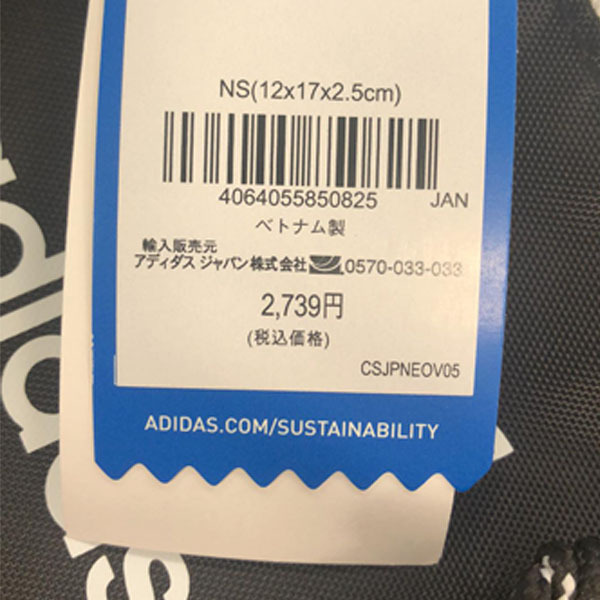 NS(12x17x2.5cm)
4064055850825 JAN
ベトナム製
輸入販売元
アディダス ジャパン株式会社 0570-033-033
2,739円
(税込価格)
CSJPNEOV05
ADIDAS.COM/SUSTAINABILITY
adidas